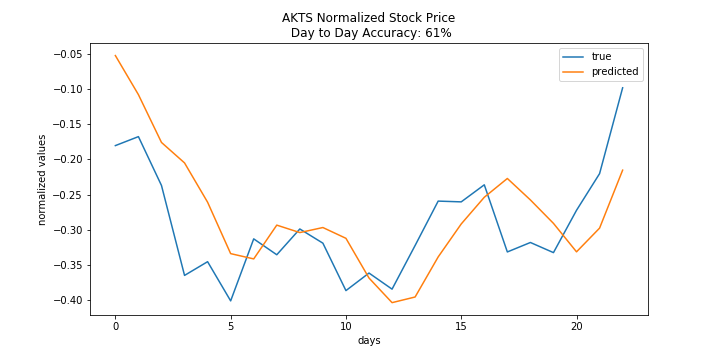 AKTS Normalized Stock Price
Day to Day Accuracy: 61%
true
predicted
normalized values
−0.05
−0.10
−0.15
−0.20
−0.25
−0.30
−0.35
−0.40
0
5
10
15
20
days